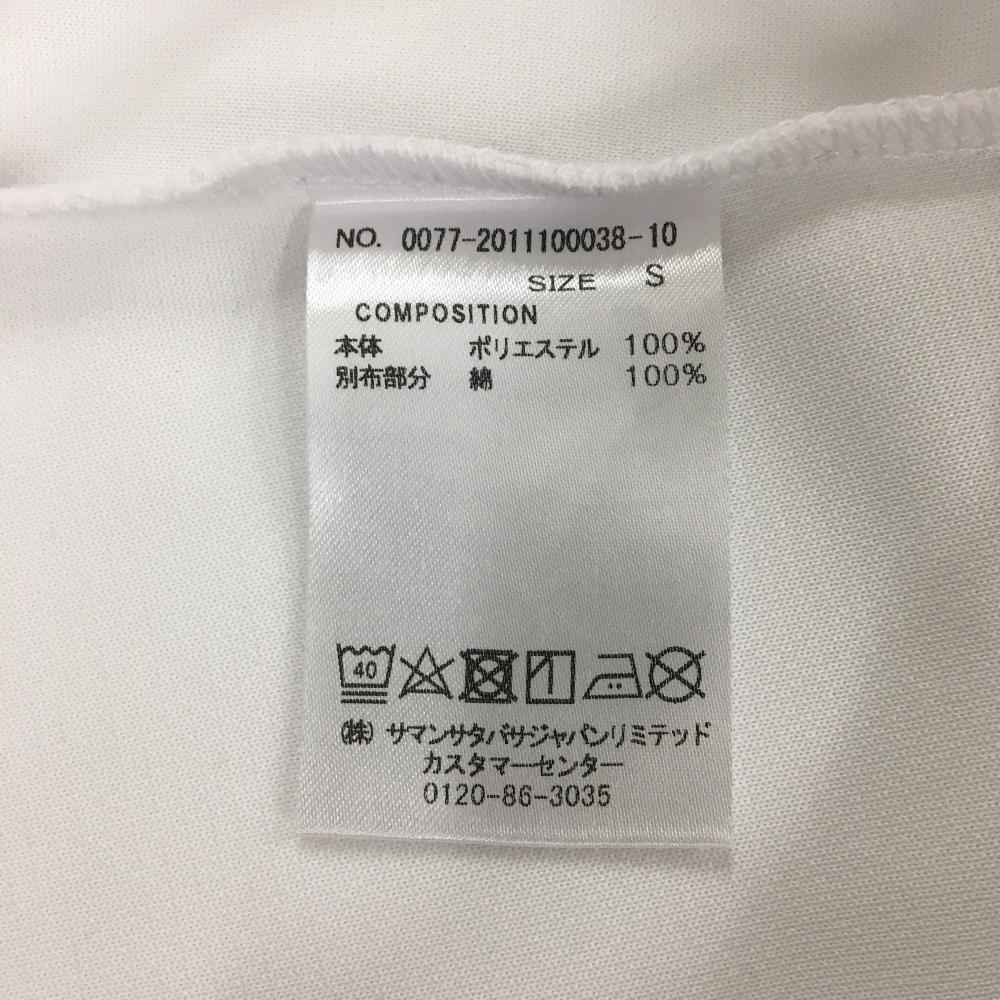 NO. 0077-2011100038-10
SIZE S
COMPOSITION
本体 ポリエステル 100%
別布部分 綿 100%
40
(株) サマンサタバサジャパンリミテッド
カスタマーセンター
0120-86-3035